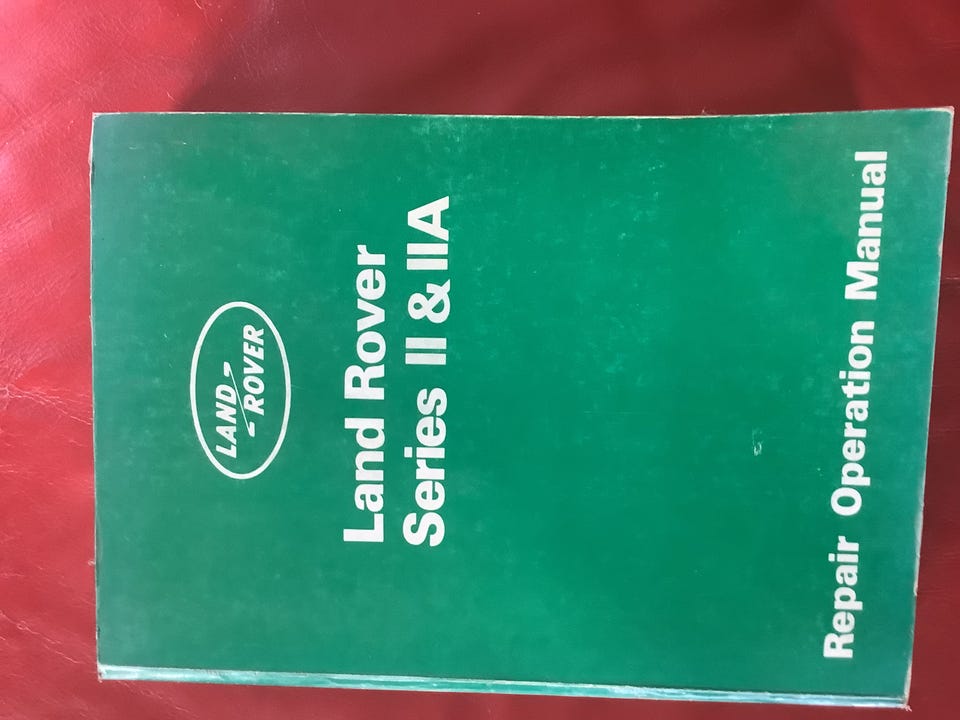 LAND
ROVER
Land Rover
Series II & IIA
Repair Operation Manual